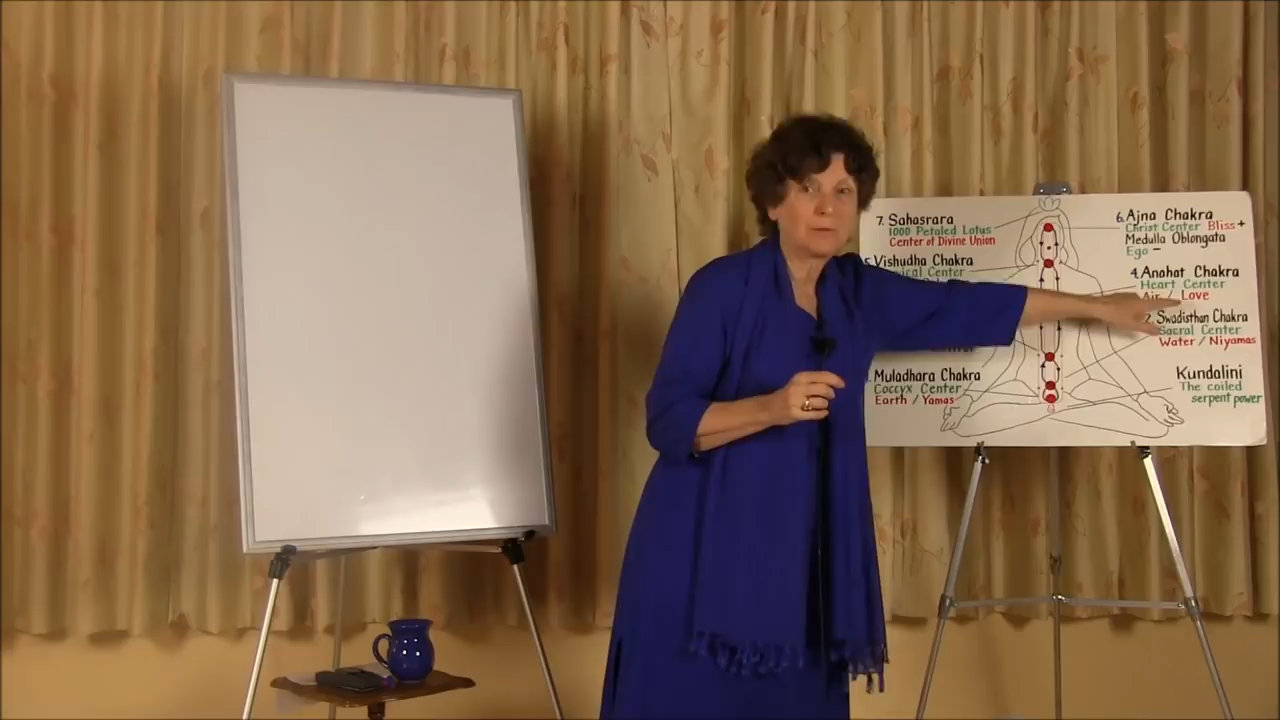 7. Sahasrara
1000 Petaled Lotus
Center of Divine Union
6. Ajna Chakra
Christ Center Bliss +
Medulla Oblongata
Ego -
5. Vishudha Chakra
Center
4. Anahat Chakra
Heart Center
Air / Love
2. Swadisthan Chakra
Sacral Center
Water / Niyamas
Muladhara Chakra
Coccyx Center
Earth / Yamas
Kundalini
The coiled
serpent power